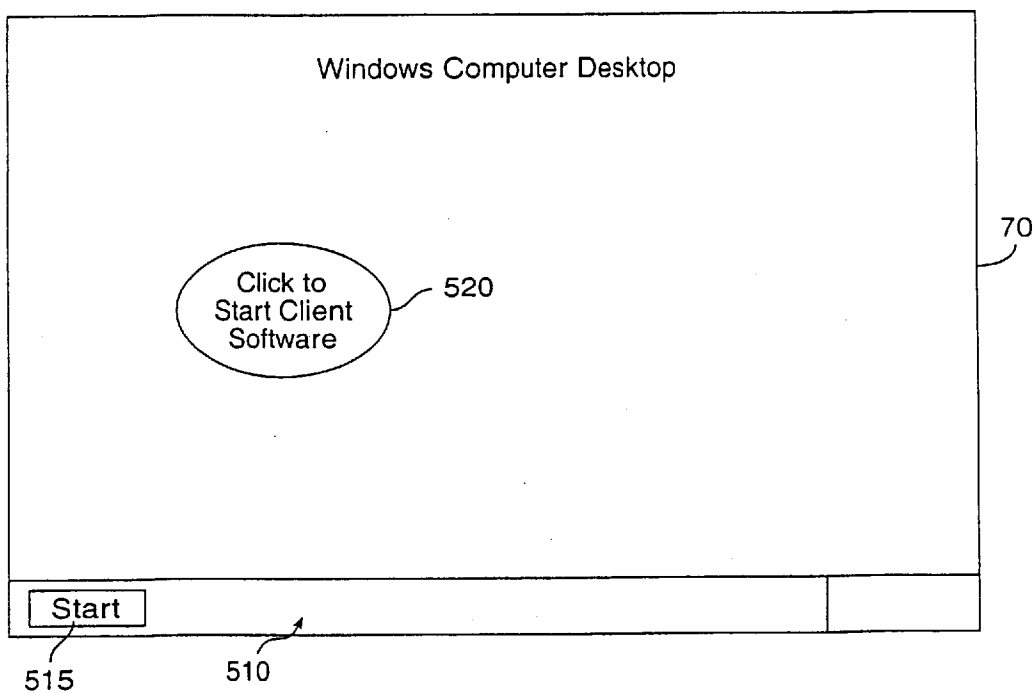 Windows Computer Desktop
70
Click to
Start Client
Software
520
Start
515
510